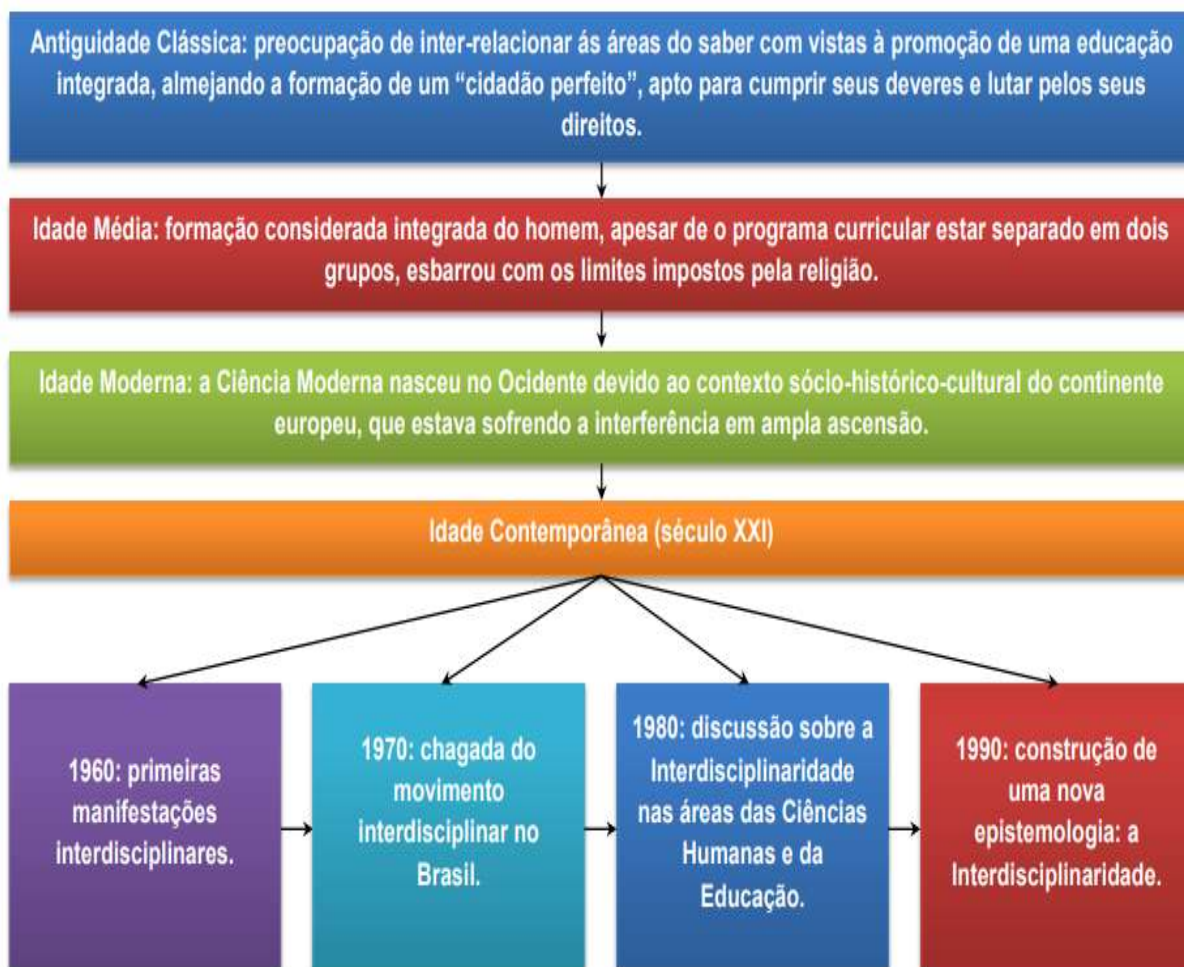 Antiguidade Clássica: preocupação de inter-relacionar ás áreas do saber com vistas à promoção de uma educação
integrada, almejando a formação de um “cidadão perfeito”, apto para cumprir seus deveres e lutar pelos seus
direitos.
Idade Média: formação considerada integrada do homem, apesar de o programa curricular estar separado em dois
grupos, esbarrou com os limites impostos pela religião.
Idade Moderna: a Ciência Moderna nasceu no Ocidente devido ao contexto sócio-histórico-cultural do continente
europeu, que estava sofrendo a interferência em ampla ascensão.
Idade Contemporânea (século XXI)
1960: primeiras
manifestações
interdisciplinares.
1970: chagada do
movimento
interdisciplinar no
Brasil.
1980: discussão sobre a
Interdisciplinaridade
nas áreas das Ciências
Humanas e da
Educação.
1990: construção de
uma nova
epistemologia: a
Interdisciplinaridade.